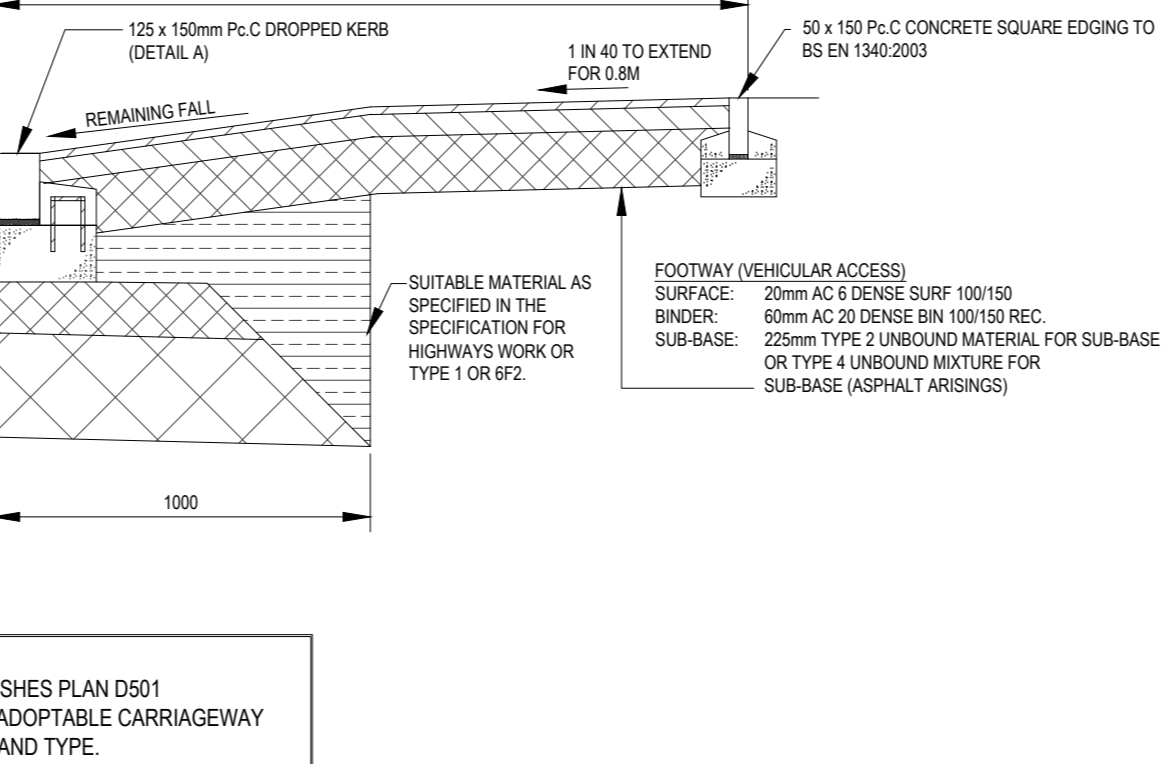 125 x 150mm Pc.C DROPPED KERB
(DETAIL A)
50 x 150 Pc.C CONCRETE SQUARE EDGING TO
BS EN 1340:2003
1 IN 40 TO EXTEND
FOR 0.8M
REMAINING FALL
SUITABLE MATERIAL AS
SPECIFIED IN THE
SPECIFICATION FOR
HIGHWAYS WORK OR
TYPE 1 OR 6F2.
FOOTWAY (VEHICULAR ACCESS)
SURFACE: 20mm AC 6 DENSE SURF 100/150
BINDER: 60mm AC 20 DENSE BIN 100/150 REC.
SUB-BASE: 225mm TYPE 2 UNBOUND MATERIAL FOR SUB-BASE
OR TYPE 4 UNBOUND MIXTURE FOR
SUB-BASE (ASPHALT ARISINGS)
1000
SHES PLAN D501
ADOPTABLE CARRIAGEWAY
AND TYPE.